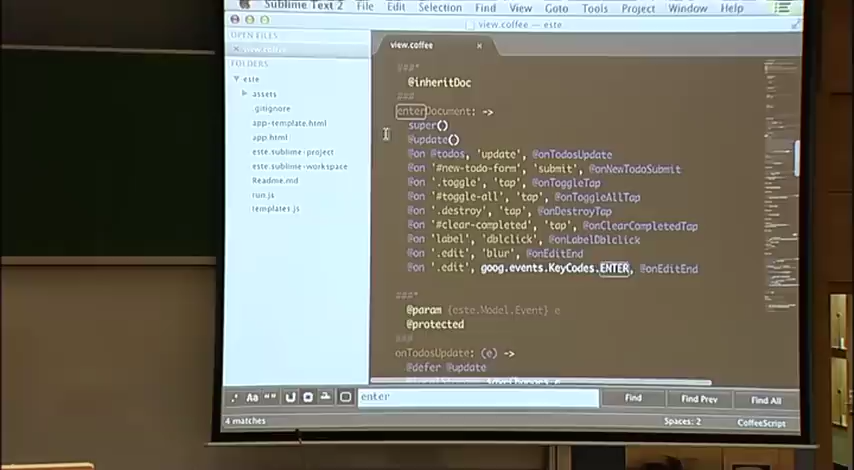 Sublime Text 2 File Edit Selection Find View Goto Tools Project Window Help
view.coffee — este
OPEN FILES
view.coffee
FOLDERS
este
assets
.gitignore
app-template.html
app.html
este.sublime-project
este.sublime-workspace
Readme.md
run.js
templates.js
view.coffee
###*
@inheritDoc
###
enterDocument: ->
super()
@update()
@on @todos, 'update', @onTodosUpdate
@on '#new-todo-form', 'submit', @onNewTodoSubmit
@on '.toggle', 'tap', @onToggleTap
@on '#toggle-all', 'tap', @onToggleAllTap
@on '.destroy', 'tap', @onDestroyTap
@on '#clear-completed', 'tap', @onClearCompletedTap
@on 'label', 'dblclick', @onLabelDblclick
@on '.edit', 'blur', @onEditEnd
@on '.edit', goog.events.KeyCodes.ENTER, @onEditEnd
###*
@param {este.Model.Event} e
@protected
###
onTodosUpdate: (e) ->
@defer @update
.* Aa “”
enter
Find Find Prev Find All
4 matches Spaces: 2 CoffeeScript